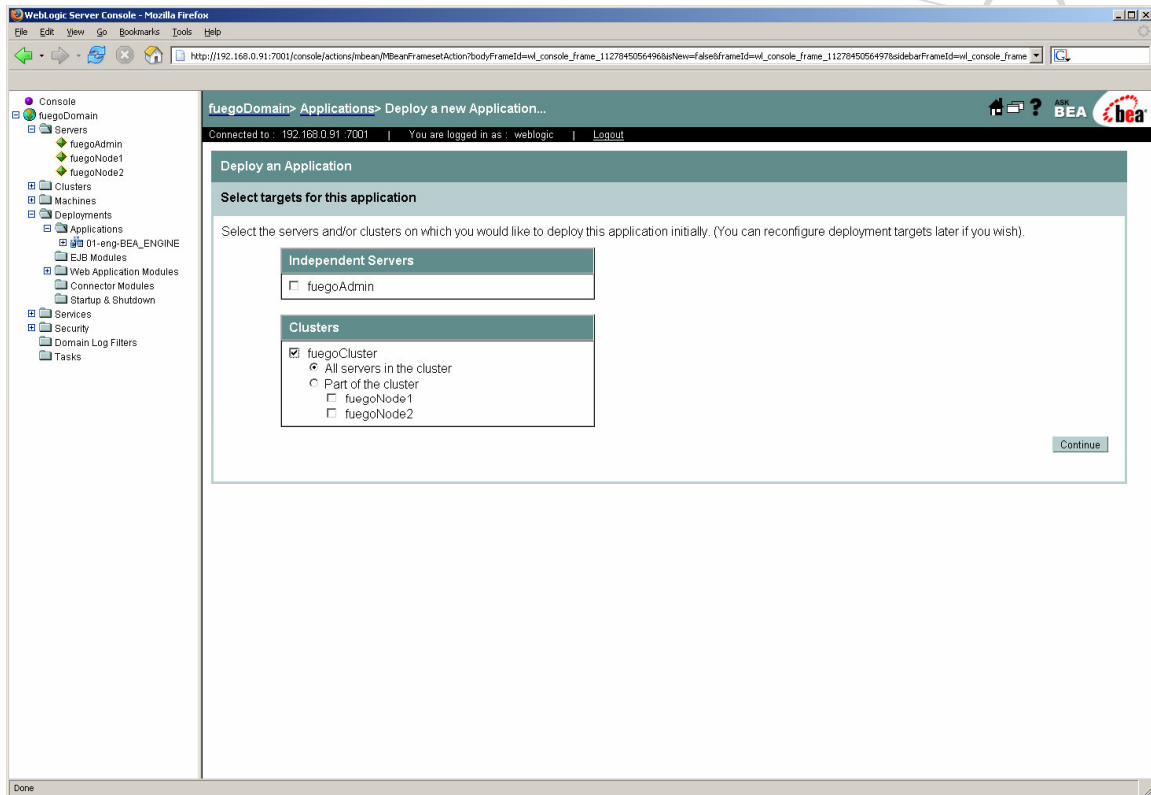 WebLogic Server Console - Mozilla Firefox
File Edit View Go Bookmarks Tools Help
http://192.168.0.91:7001/console/actions/mbean/MBeanFramesetAction?bodyFrameId=wl_console_frame_1127845056496&isNew=false&frameId=wl_console_frame_1127845056497&sidebarFrameId=wl_console_frame
G
Console
fuegoDomain
Servers
fuegoAdmin
fuegoNode1
fuegoNode2
Clusters
Machines
Deployments
Applications
01-eng-BEA_ENGINE
EJB Modules
Web Application Modules
Connector Modules
Startup & Shutdown
Services
Security
Domain Log Filters
Tasks
fuegoDomain> Applications> Deploy a new Application...
? ASK BEA bea
Connected to : 192.168.0.91 :7001 | You are logged in as : weblogic | Logout
Deploy an Application
Select targets for this application
Select the servers and/or clusters on which you would like to deploy this application initially. (You can reconfigure deployment targets later if you wish).
Independent Servers
fuegoAdmin
Clusters
fuegoCluster
All servers in the cluster
Part of the cluster
fuegoNode1
fuegoNode2
Continue
Done